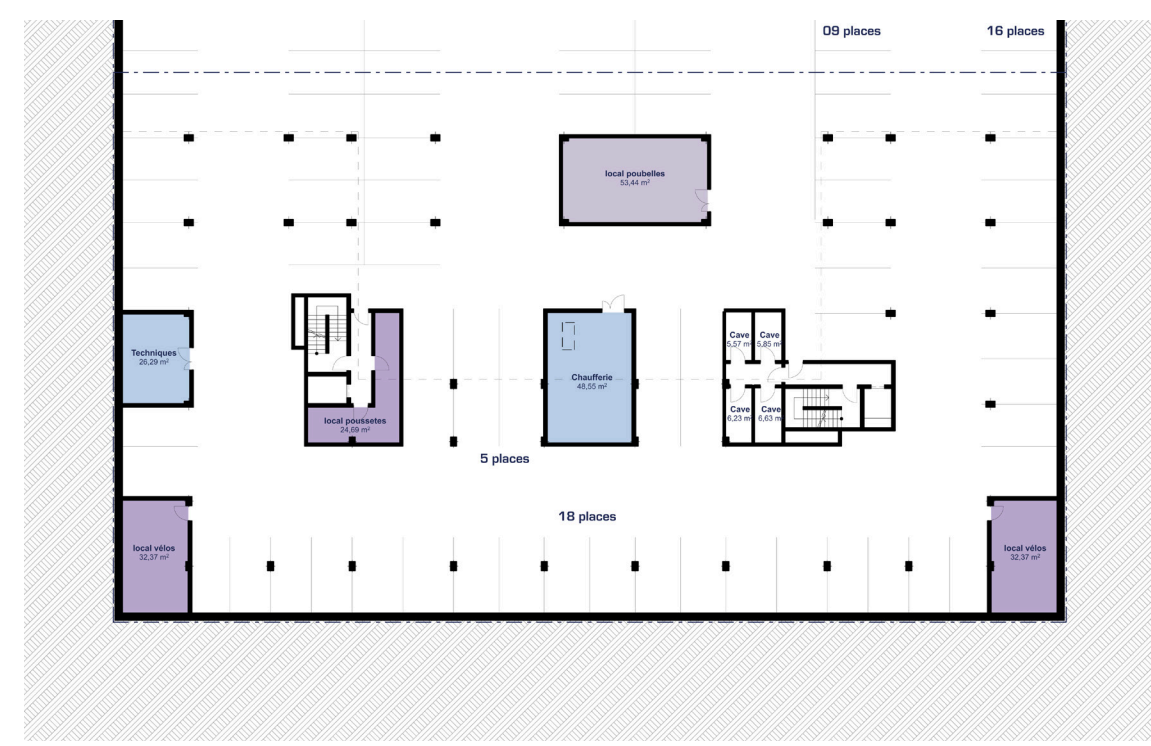 09 places
16 places
local poubelles
53,44 m²
Techniques
26,29 m²
Chaufferie
48,55 m²
Cave
5,57 m²
Cave
5,85 m²
Cave
6,23 m²
Cave
6,63 m²
local poussetes
24,69 m²
5 places
18 places
local vélos
32,37 m²
local vélos
32,37 m²